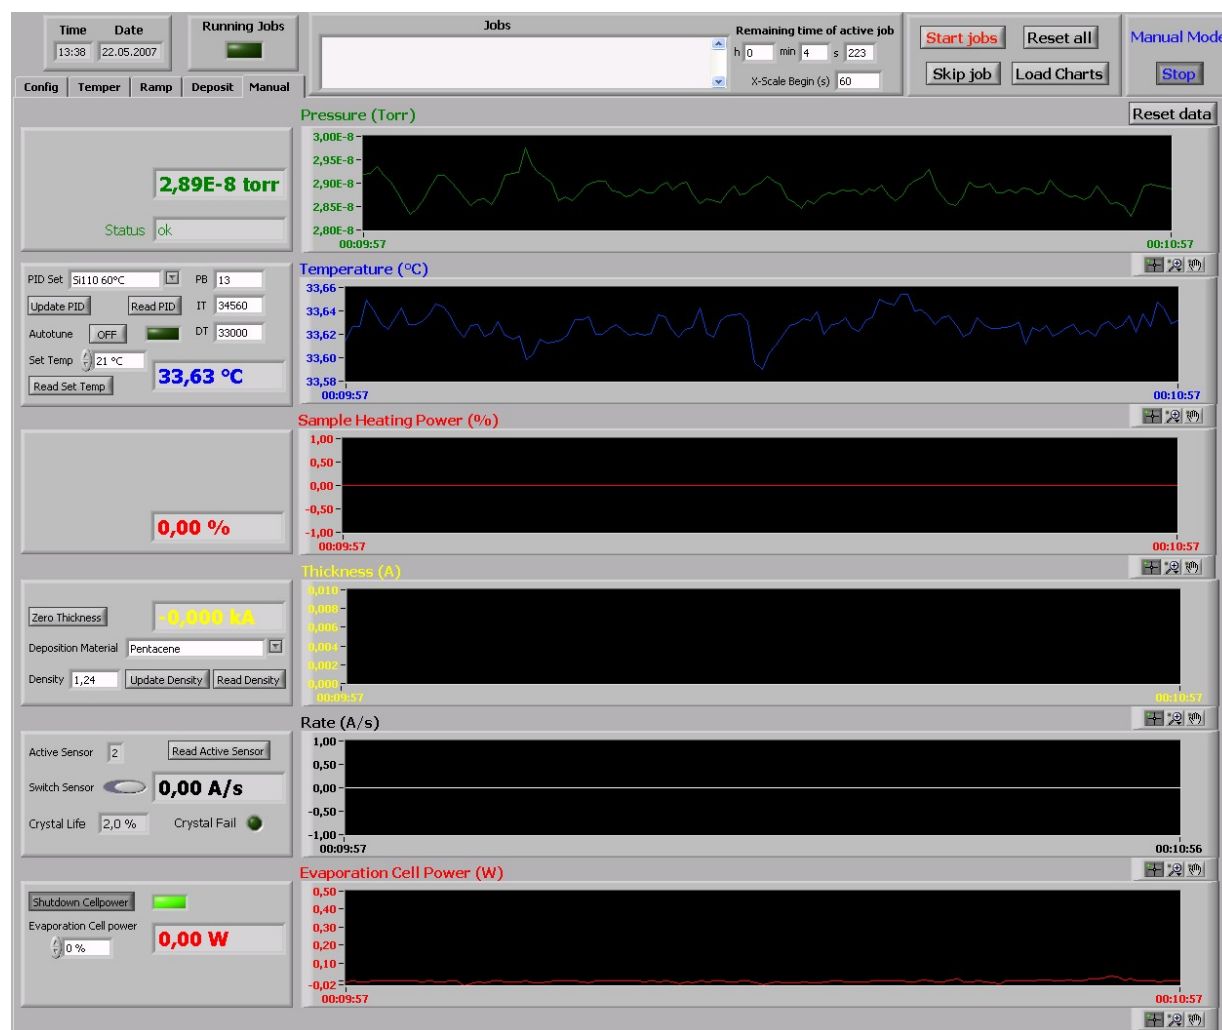 Time Date
13:38 22.05.2007
Running Jobs
Jobs
Remaining time of active job
h 0 min 4 s 223
X-Scale Begin (s) 60
Start jobs Reset all
Skip job Load Charts
Manual Mode
Stop
Config Temper Ramp Deposit Manual
Reset data
Pressure (Torr)
2,89E-8 torr
Status ok
3,00E-8
2,95E-8
2,90E-8
2,85E-8
2,80E-8
00:09:57 00:10:57
Temperature (°C)
PID Set Si110 60°C PB 13
Update PID Read PID IT 34560
Autotune OFF DT 33000
Set Temp 21 °C
Read Set Temp
33,63 °C
33,66
33,64
33,62
33,60
33,58
00:09:57 00:10:57
Sample Heating Power (%)
0,00 %
1,00
0,50
0,00
-0,50
-1,00
00:09:57 00:10:57
Thickness (A)
Zero Thickness -0,000 kA
Deposition Material Pentacene
Density 1,24 Update Density Read Density
0,010
0,008
0,006
0,004
0,002
0,000
00:09:57 00:10:57
Rate (A/s)
Active Sensor 2 Read Active Sensor
Switch Sensor 0,00 A/s
Crystal Life 2,0 % Crystal Fail
1,00
0,50
0,00
-0,50
-1,00
00:09:57 00:10:56
Evaporation Cell Power (W)
Shutdown Cellpower
Evaporation Cell power
0 %
0,00 W
0,50
0,40
0,30
0,20
0,10
-0,02
00:09:57 00:10:57